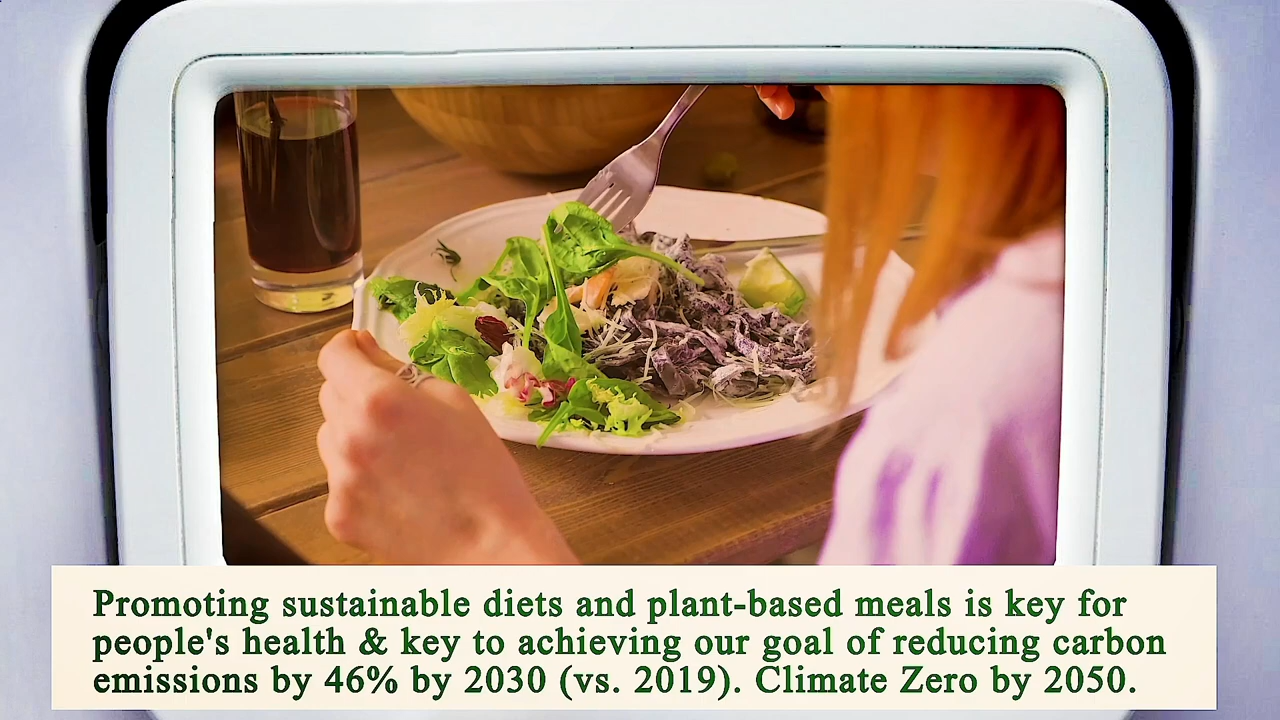 Promoting sustainable diets and plant-based meals is key for
people's health & key to achieving our goal of reducing carbon
emissions by 46% by 2030 (vs. 2019). Climate Zero by 2050.